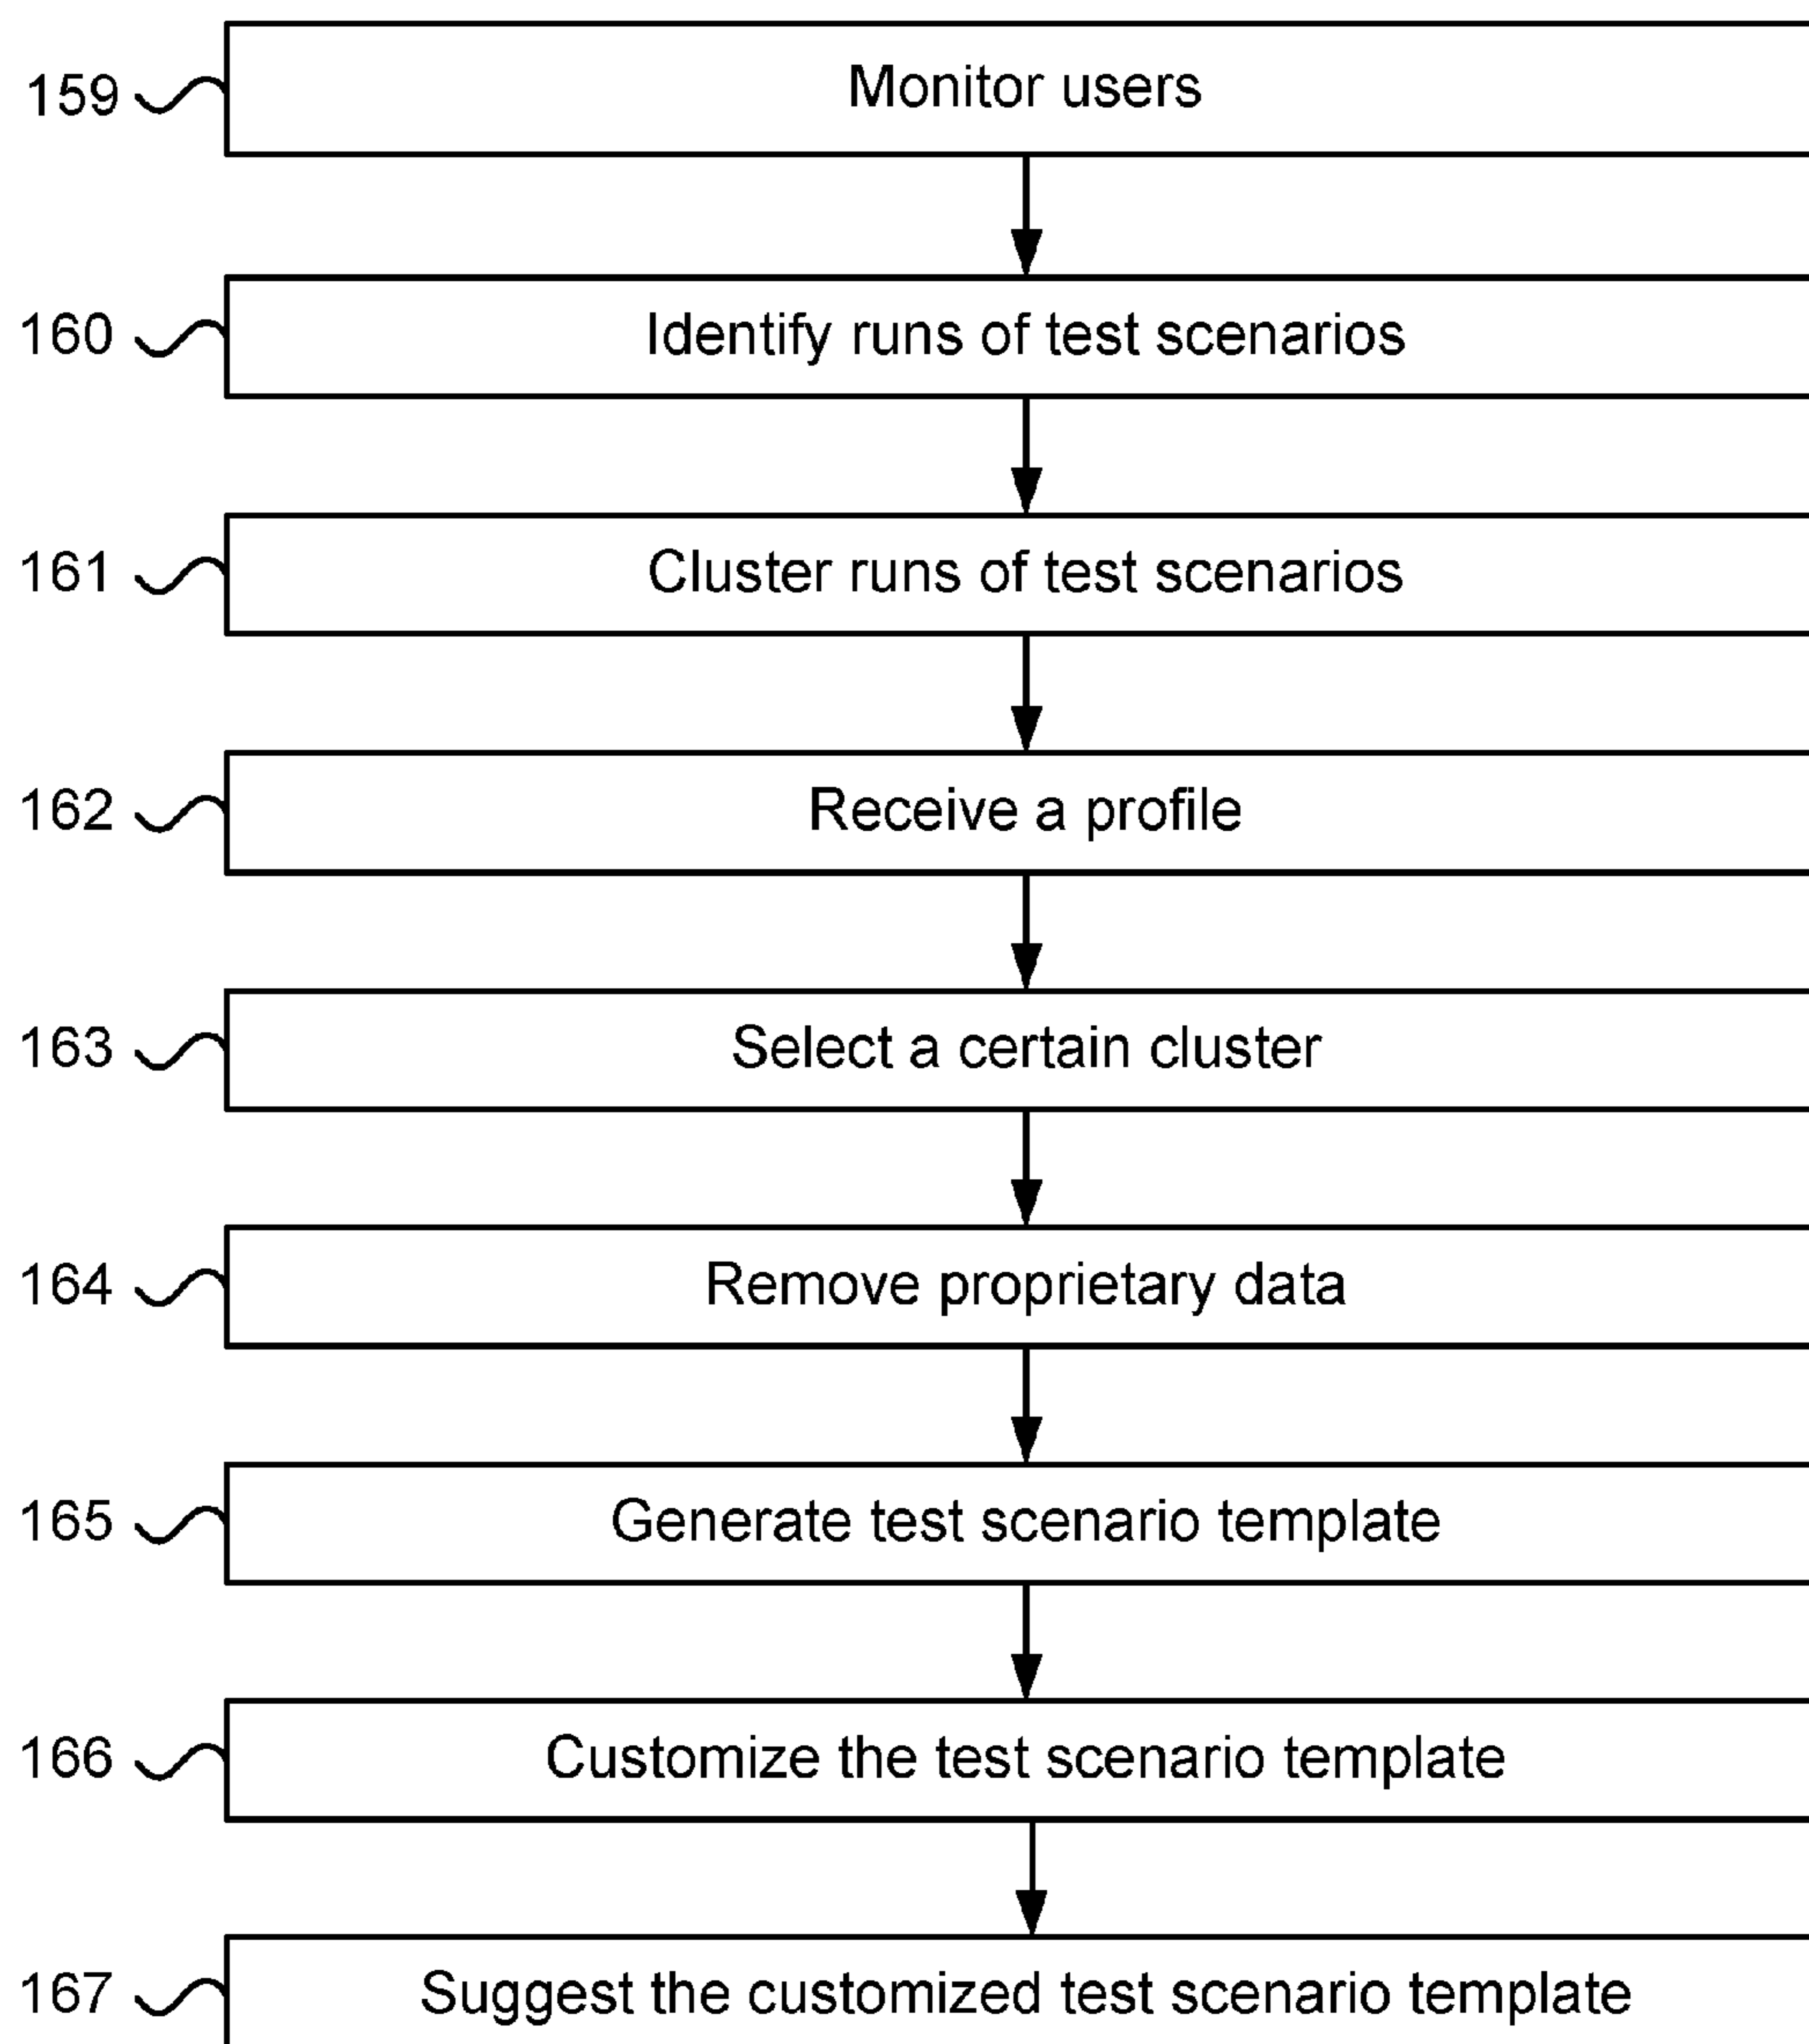 159 Monitor users
160 Identify runs of test scenarios
161 Cluster runs of test scenarios
162 Receive a profile
163 Select a certain cluster
164 Remove proprietary data
165 Generate test scenario template
166 Customize the test scenario template
167 Suggest the customized test scenario template